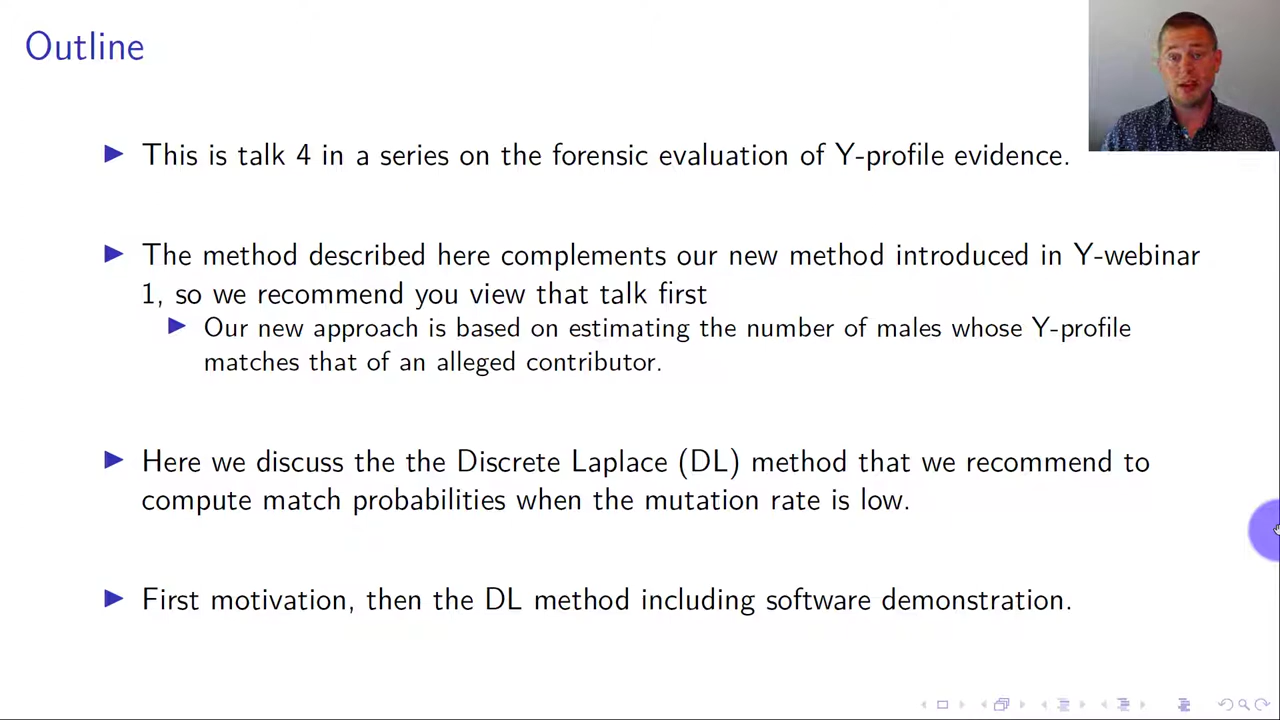 Outline
This is talk 4 in a series on the forensic evaluation of Y-profile evidence.
The method described here complements our new method introduced in Y-webinar
1, so we recommend you view that talk first
Our new approach is based on estimating the number of males whose Y-profile
matches that of an alleged contributor.
Here we discuss the the Discrete Laplace (DL) method that we recommend to
compute match probabilities when the mutation rate is low.
First motivation, then the DL method including software demonstration.